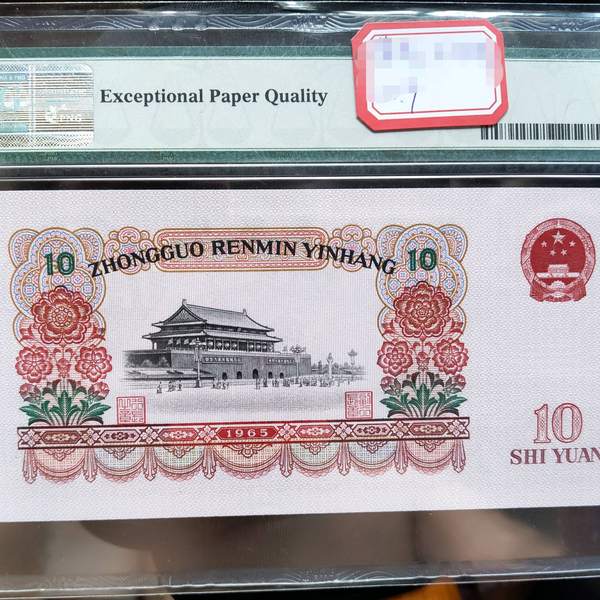 Exceptional Paper Quality
10
ZHONGGUO RENMIN YINHANG
10
1965
10
SHI YUAN